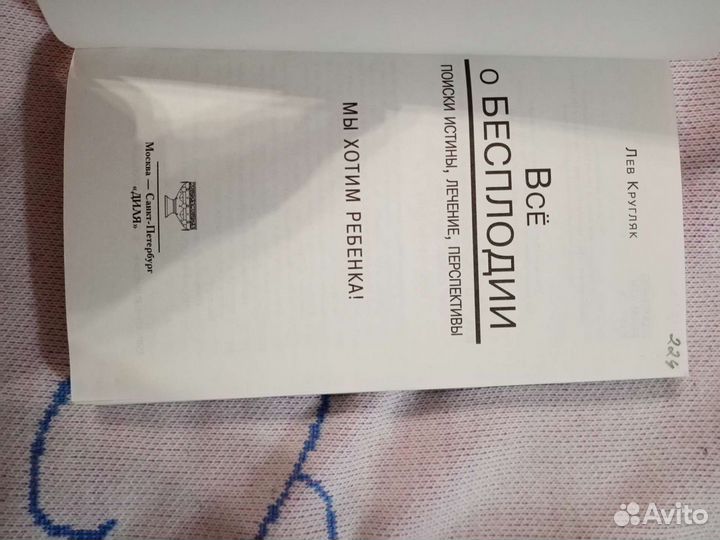 Лев Кругляк
Всё
о БЕСПЛОДИИ
ПОИСКИ ИСТИНЫ, ЛЕЧЕНИЕ, ПЕРСПЕКТИВЫ
МЫ ХОТИМ РЕБЕНКА!
Москва — Санкт-Петербург
«ДИЛЯ»
224
Avito